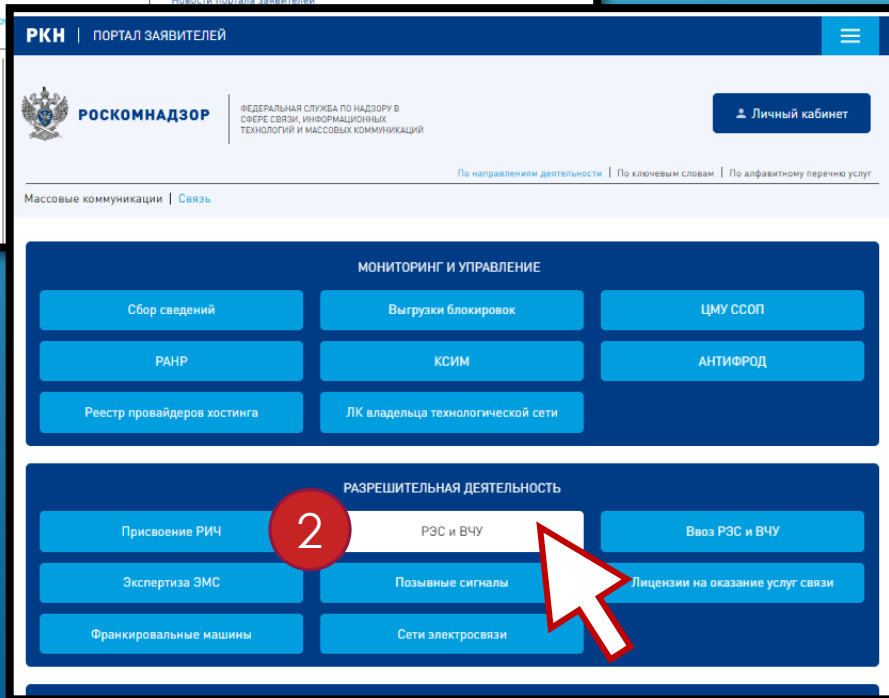 Новости портала заявителей
РКН | ПОРТАЛ ЗАЯВИТЕЛЕЙ
РОСКОМНАДЗОР
ФЕДЕРАЛЬНАЯ СЛУЖБА ПО НАДЗОРУ В
СФЕРЕ СВЯЗИ, ИНФОРМАЦИОННЫХ
ТЕХНОЛОГИЙ И МАССОВЫХ КОММУНИКАЦИЙ
Личный кабинет
По направлениям деятельности | По ключевым словам | По алфавитному перечню услуг
Массовые коммуникации | Связь
МОНИТОРИНГ И УПРАВЛЕНИЕ
Сбор сведений
Выгрузки блокировок
ЦМУ ССОП
РАНР
КСИМ
АНТИФРОД
Реестр провайдеров хостинга
ЛК владельца технологической сети
РАЗРЕШИТЕЛЬНАЯ ДЕЯТЕЛЬНОСТЬ
Присвоение РИЧ
2
РЭС и ВЧУ
Ввоз РЭС и ВЧУ
Экспертиза ЭМС
Позывные сигналы
Лицензии на оказание услуг связи
Франкировальные машины
Сети электросвязи